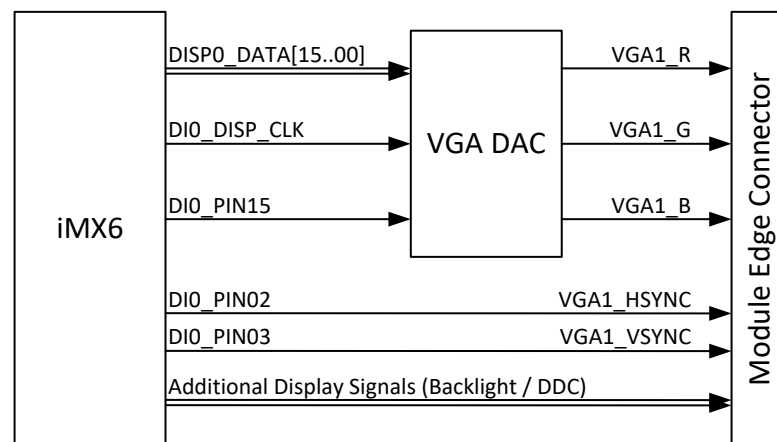 DISP0_DATA[15..00]
VGA1_R
DI0_DISP_CLK
VGA DAC
VGA1_G
iMX6
DI0_PIN15
VGA1_B
DI0_PIN02
VGA1_HSYNC
DI0_PIN03
VGA1_VSYNC
Additional Display Signals (Backlight / DDC)
Module Edge Connector